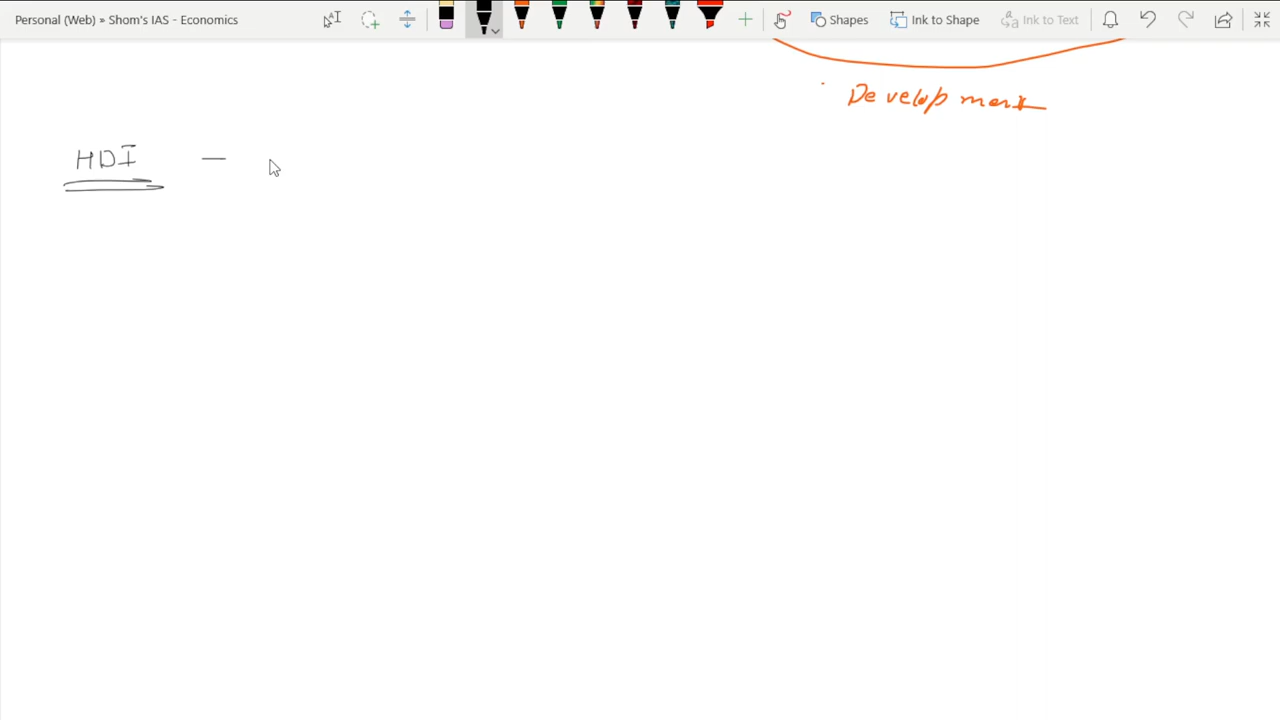 Personal (Web) » Shom's IAS - Economics
Shapes
Ink to Shape
Ink to Text
Development
HDI —